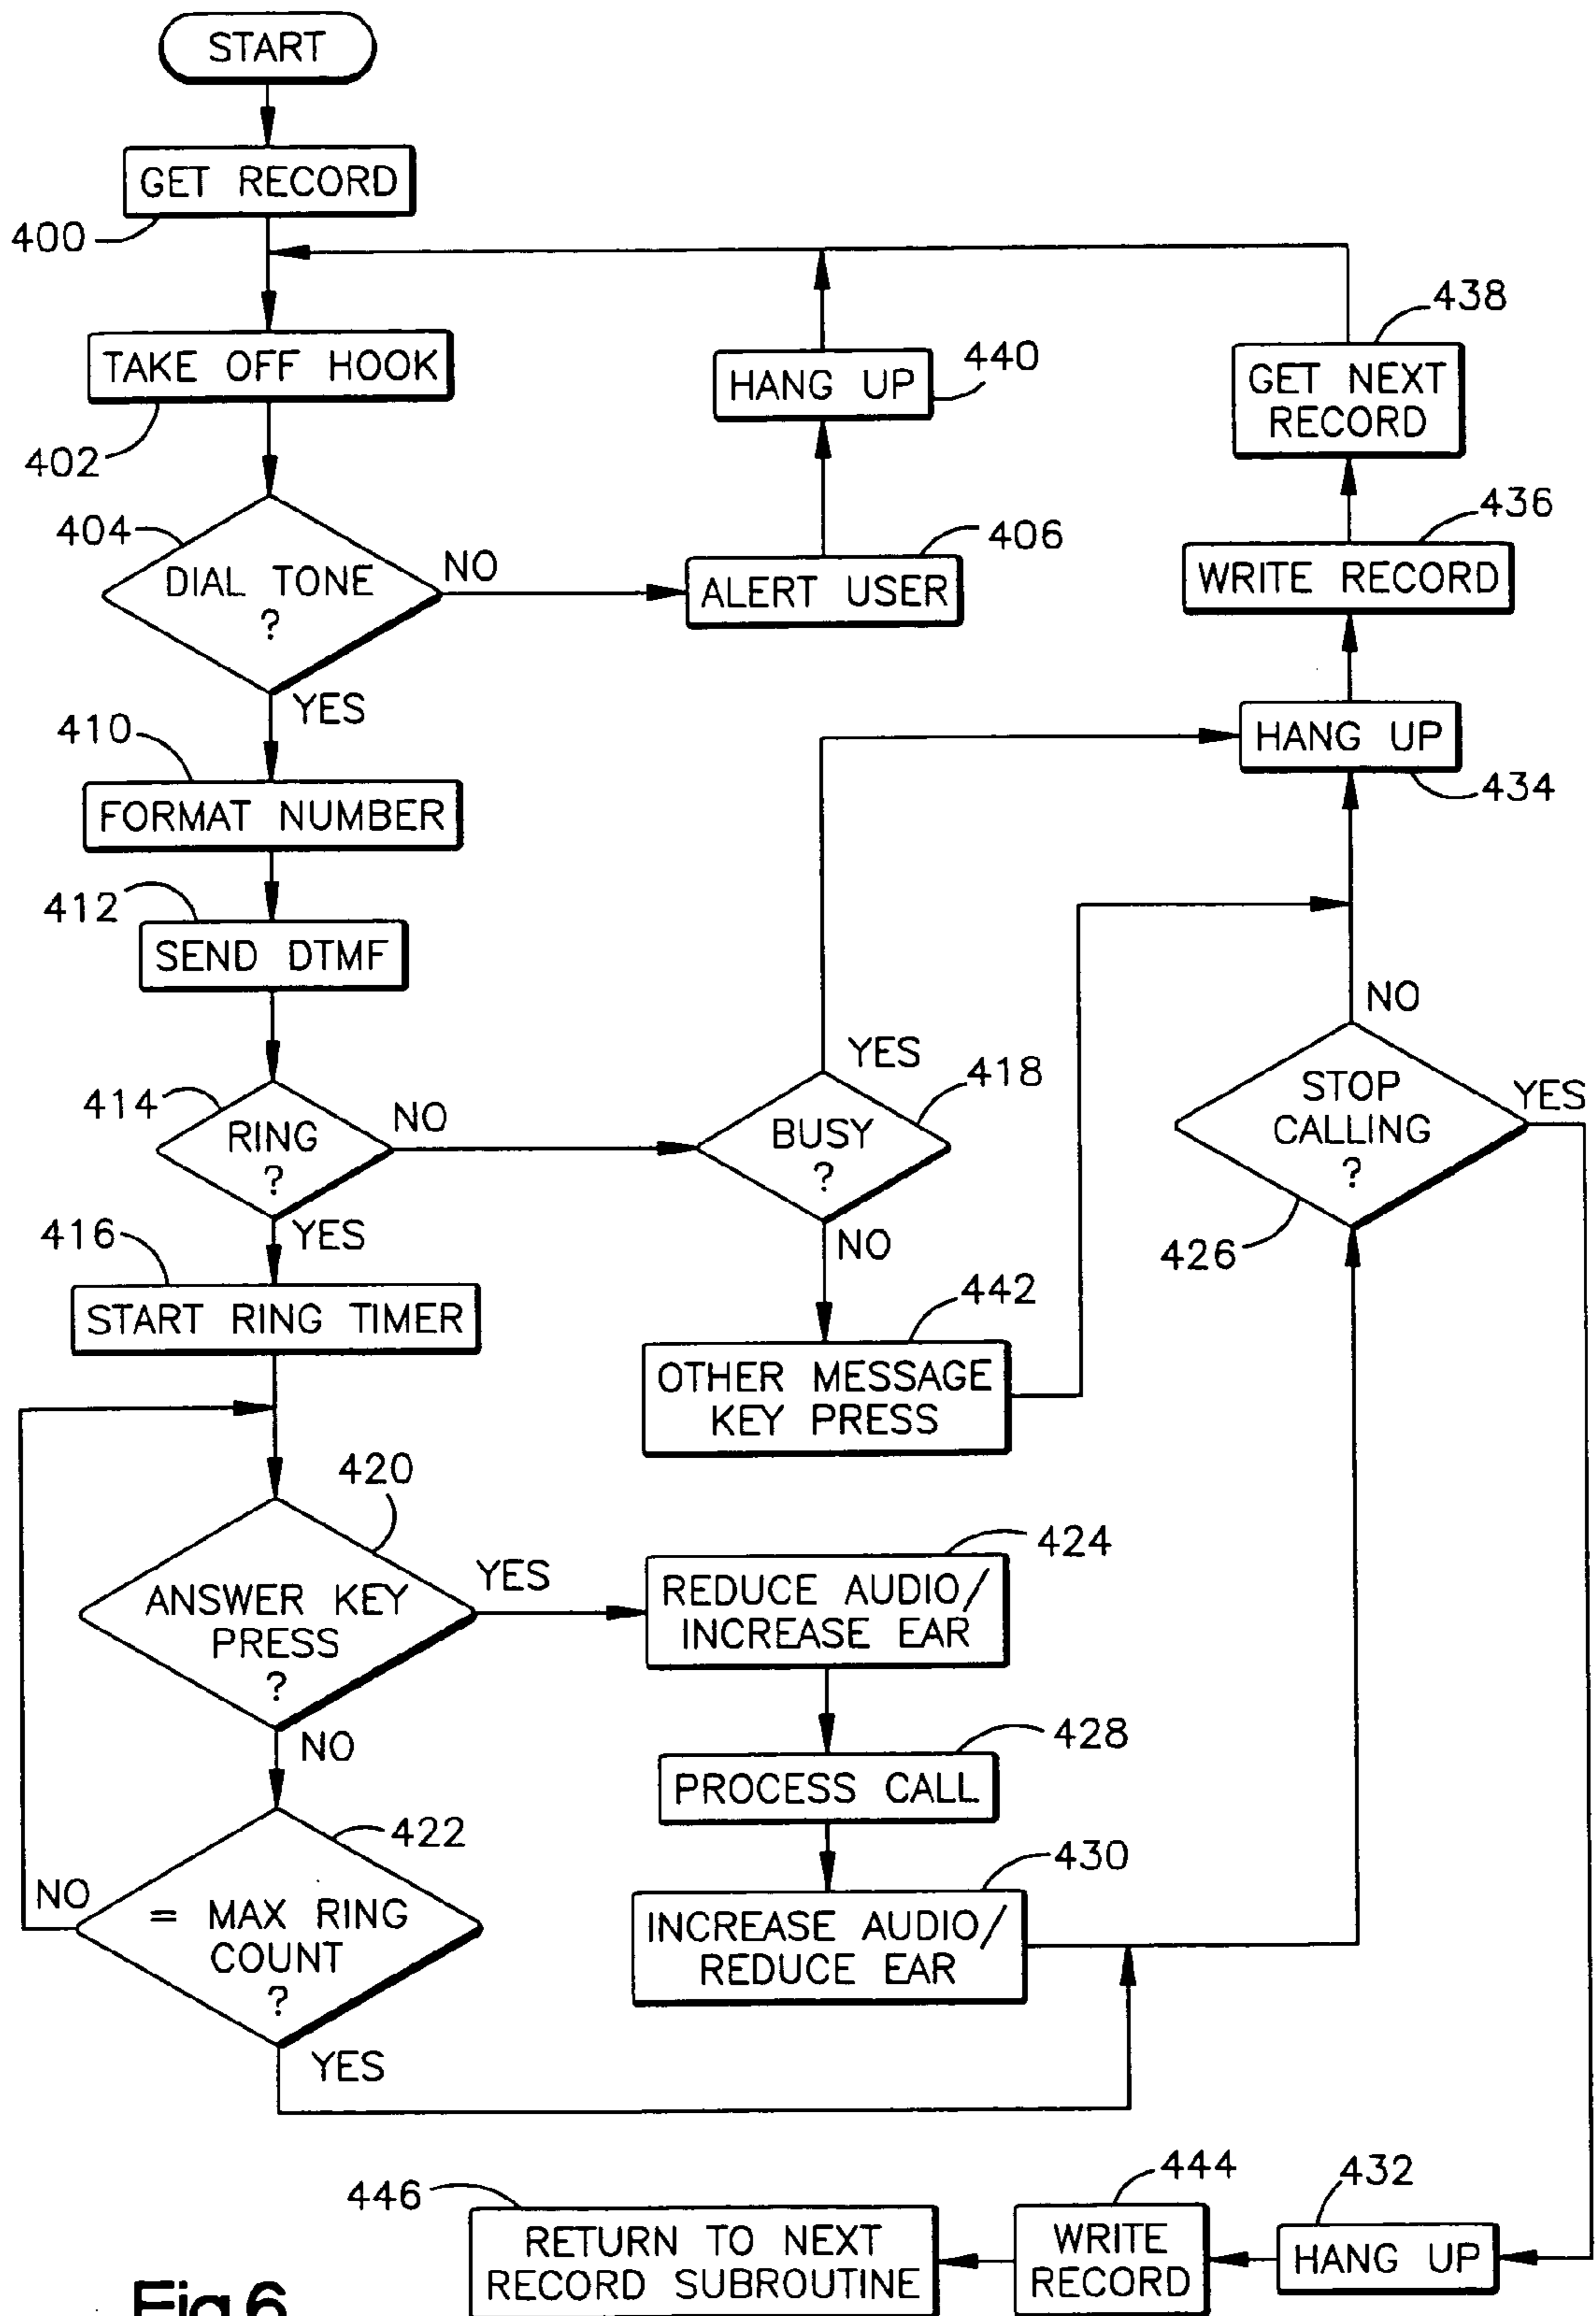 START
GET RECORD
400
TAKE OFF HOOK
402
HANG UP
440
438
GET NEXT
RECORD
404
DIAL TONE
?
NO
YES
406
ALERT USER
436
WRITE RECORD
410
FORMAT NUMBER
HANG UP
434
412
SEND DTMF
414
RING
?
NO
YES
BUSY
?
418
YES
NO
STOP
CALLING
?
NO
YES
426
416
START RING TIMER
442
OTHER MESSAGE
KEY PRESS
420
ANSWER KEY
PRESS
?
YES
NO
424
REDUCE AUDIO/
INCREASE EAR
428
PROCESS CALL
422
= MAX RING
COUNT
?
NO
YES
430
INCREASE AUDIO/
REDUCE EAR
446
RETURN TO NEXT
RECORD SUBROUTINE
444
WRITE
RECORD
432
HANG UP
Fig.6